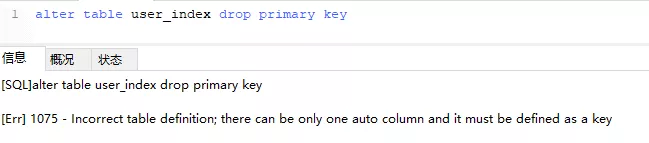 1 alter table user_index drop primary key
信息 概况 状态
[SQL]alter table user_index drop primary key
[Err] 1075 - Incorrect table definition; there can be only one auto column and it must be defined as a key